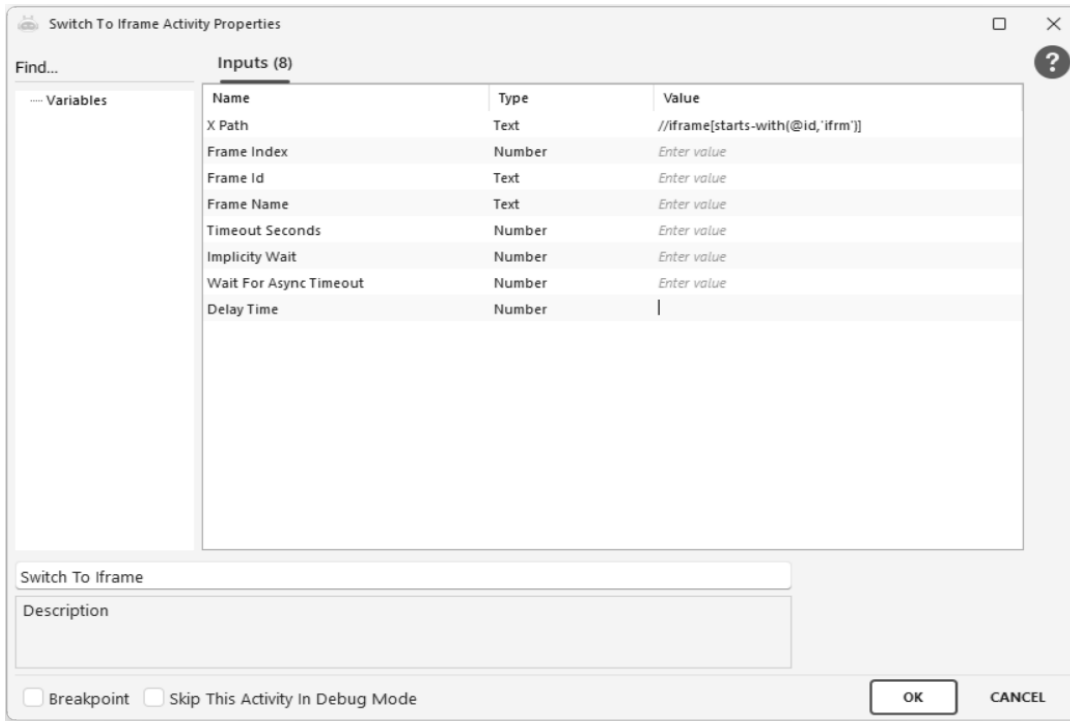 Switch To Iframe Activity Properties
Find...
Inputs (8)
?
Variables
Name Type Value
X Path Text //iframe[starts-with(@id,'ifrm')]
Frame Index Number Enter value
Frame Id Text Enter value
Frame Name Text Enter value
Timeout Seconds Number Enter value
Implicity Wait Number Enter value
Wait For Async Timeout Number Enter value
Delay Time Number
Switch To Iframe
Description
Breakpoint Skip This Activity In Debug Mode OK CANCEL